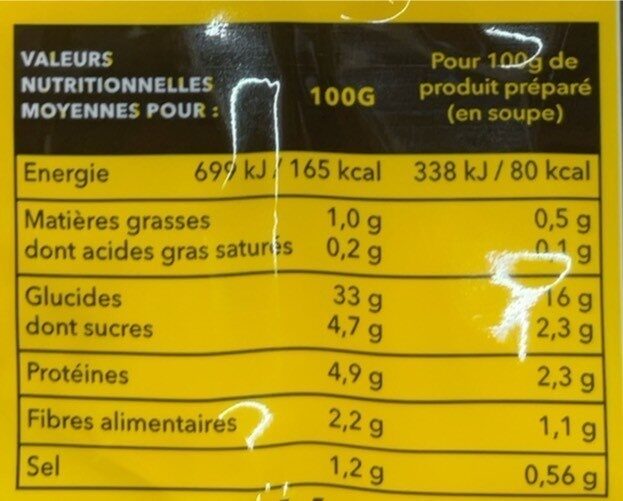 VALEURS
NUTRITIONNELLES
MOYENNES POUR :
100G
Pour 100g de
produit préparé
(en soupe)
Energie 699 kJ / 165 kcal 338 kJ / 80 kcal
Matières grasses 1,0 g 0,5 g
dont acides gras saturés 0,2 g 0,1 g
Glucides 33 g 16 g
dont sucres 4,7 g 2,3 g
Protéines 4,9 g 2,3 g
Fibres alimentaires 2,2 g 1,1 g
Sel 1,2 g 0,56 g